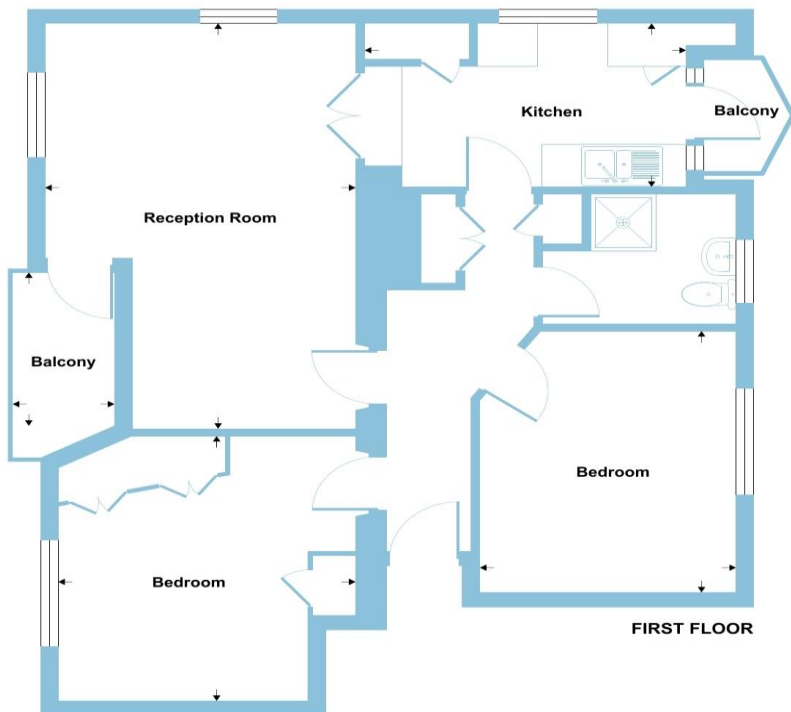 Kitchen
Balcony
Reception Room
Balcony
Bedroom
Bedroom
FIRST FLOOR